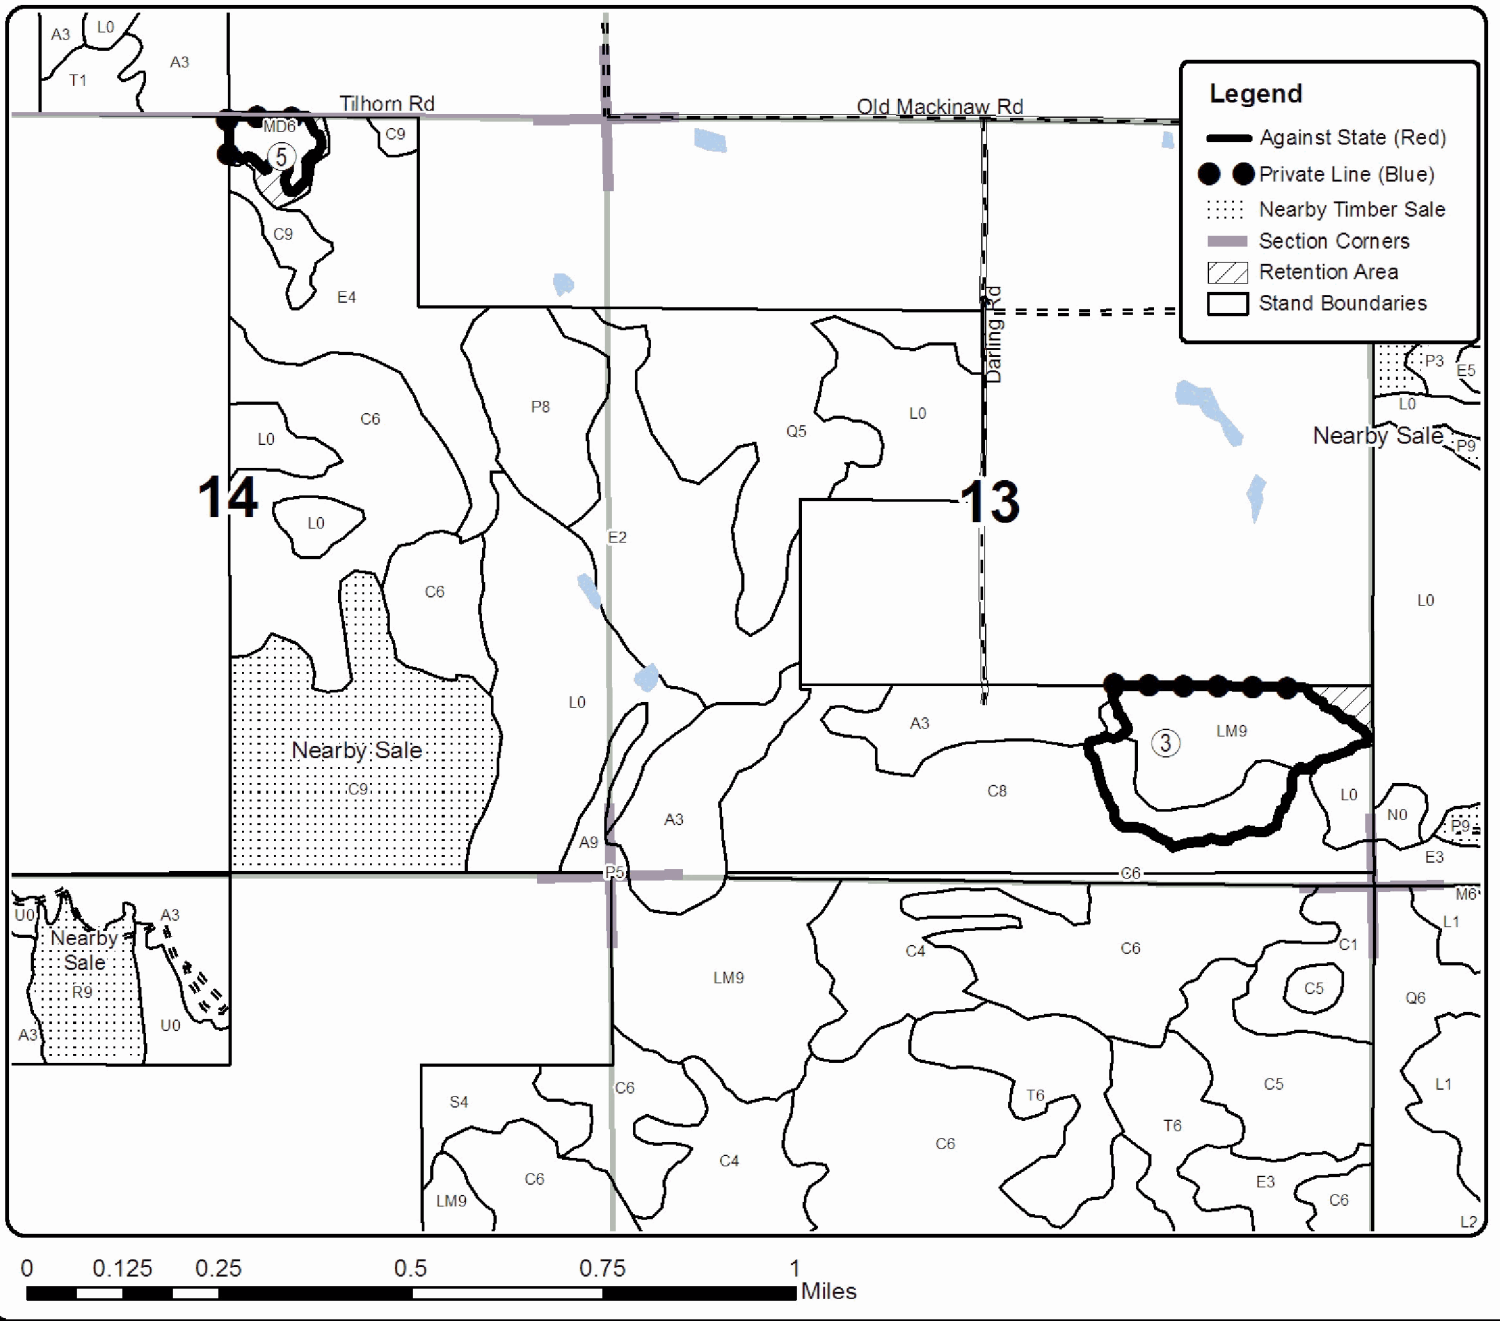 A3
L0
T1
A3
Tilhorn Rd
Old Mackinaw Rd
Legend
Against State (Red)
Private Line (Blue)
Nearby Timber Sale
Section Corners
Retention Area
Stand Boundaries
MD6
5
C9
C9
E4
Darling Rd
P3
E5
L0
Nearby Sale
P9
C6
P8
L0
Q5
L0
14
13
L0
E2
C6
L0
L0
Nearby Sale
C9
A3
3
LM9
C8
L0
N0
P9
E3
A3
A9
P5
C6
M6
U0
A3
Nearby
Sale
R9
A3
U0
LM9
C4
C6
C1
L1
C5
Q6
S4
C6
T6
C5
L1
T6
C6
C4
C6
LM9
E3
C6
L2
0 0.125 0.25 0.5 0.75 1
Miles